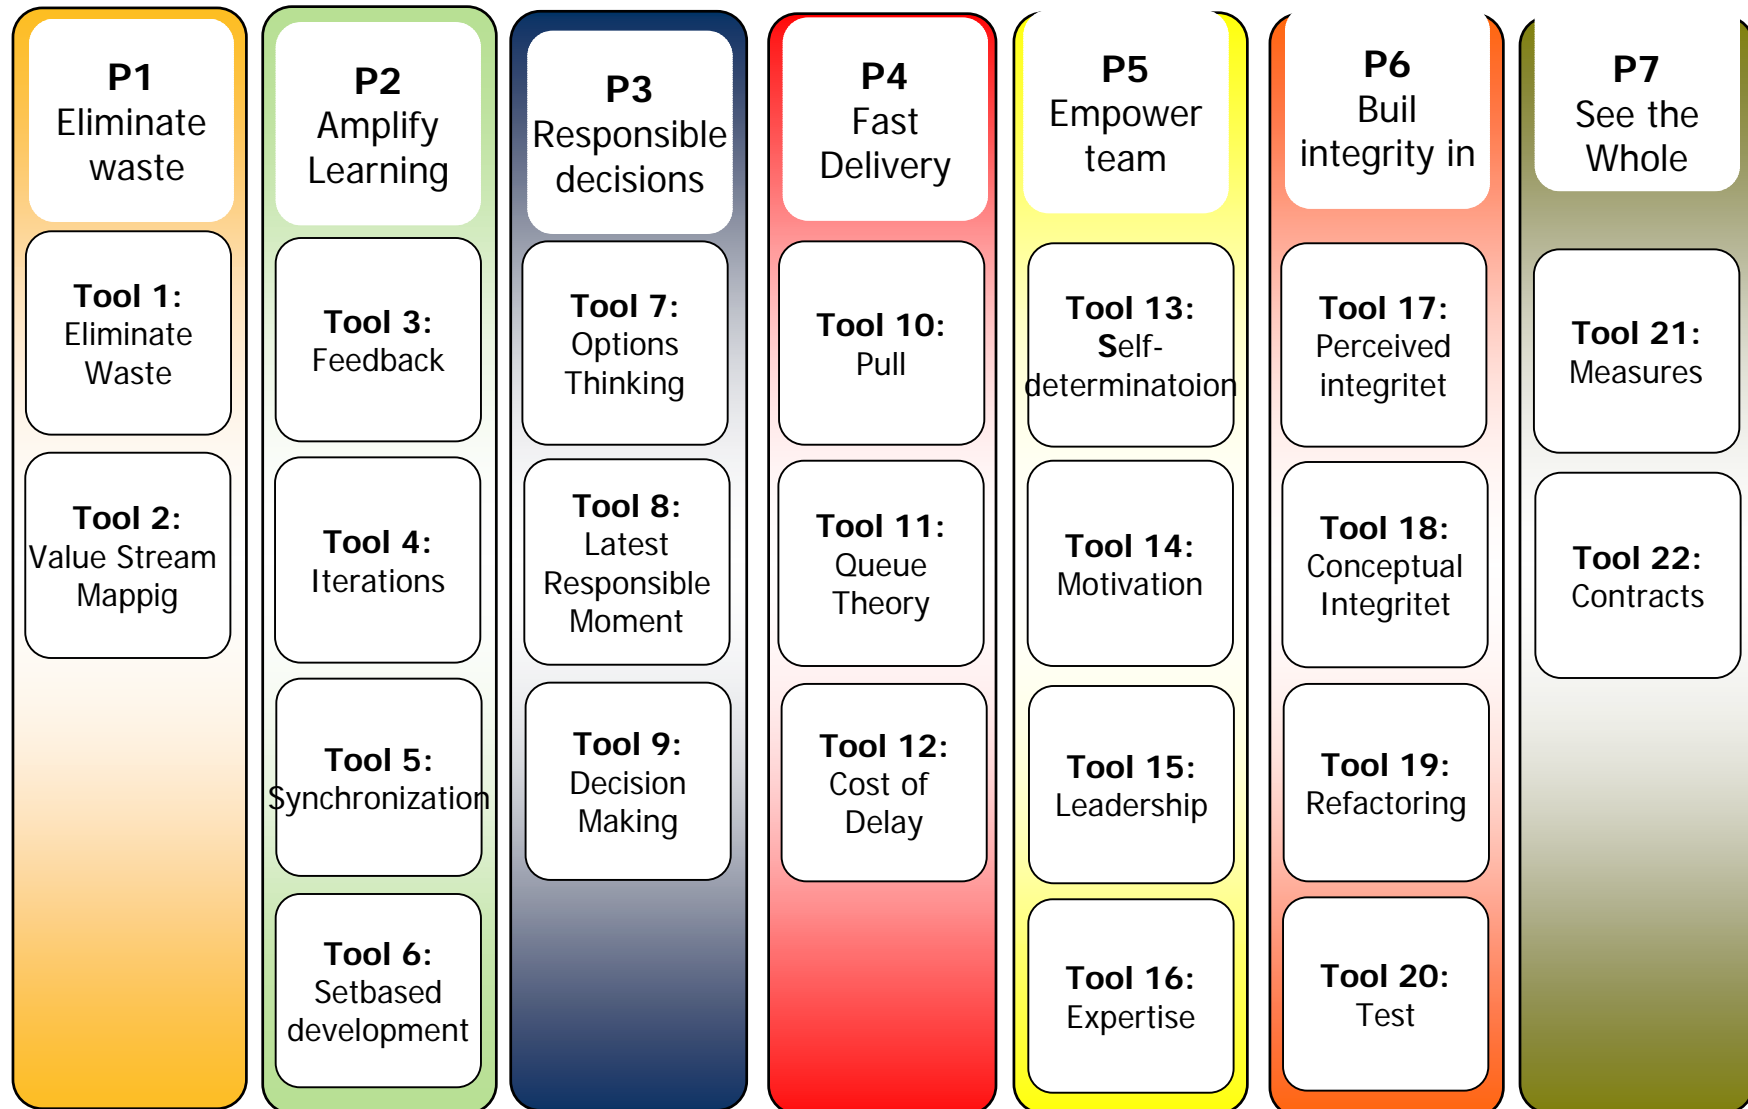 P1
Eliminate
waste
Tool 1:
Eliminate
Waste
Tool 2:
Value Stream
Mappig
P2
Amplify
Learning
Tool 3:
Feedback
Tool 4:
Iterations
Tool 5:
Synchronization
Tool 6:
Setbased
development
P3
Responsible
decisions
Tool 7:
Options
Thinking
Tool 8:
Latest
Responsible
Moment
Tool 9:
Decision
Making
P4
Fast
Delivery
Tool 10:
Pull
Tool 11:
Queue
Theory
Tool 12:
Cost of
Delay
P5
Empower
team
Tool 13:
Self-
determinatoion
Tool 14:
Motivation
Tool 15:
Leadership
Tool 16:
Expertise
P6
Buil
integrity in
Tool 17:
Perceived
integritet
Tool 18:
Conceptual
Integritet
Tool 19:
Refactoring
Tool 20:
Test
P7
See the
Whole
Tool 21:
Measures
Tool 22:
Contracts